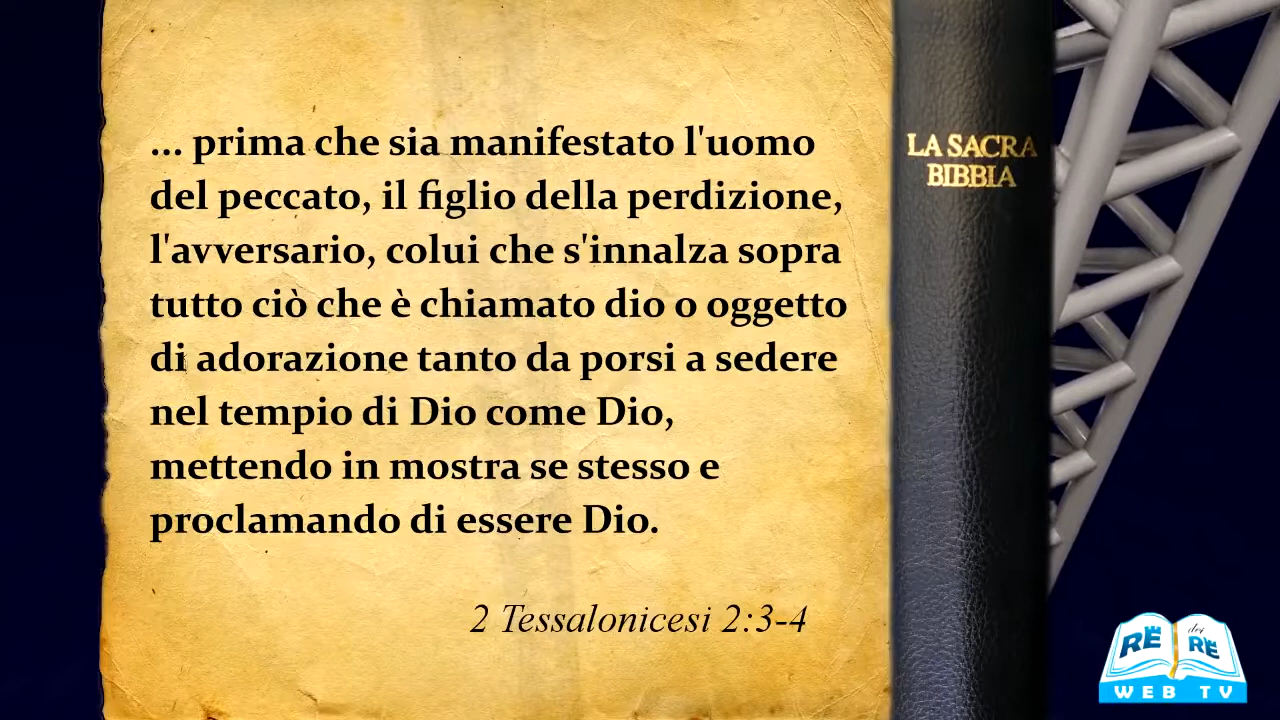 ... prima che sia manifestato l'uomo
del peccato, il figlio della perdizione,
l'avversario, colui che s'innalza sopra
tutto ciò che è chiamato dio o oggetto
di adorazione tanto da porsi a sedere
nel tempio di Dio come Dio,
mettendo in mostra se stesso e
proclamando di essere Dio.
2 Tessalonicesi 2:3-4
LA SACRA
BIBBIA
RE dei RE
WEB TV